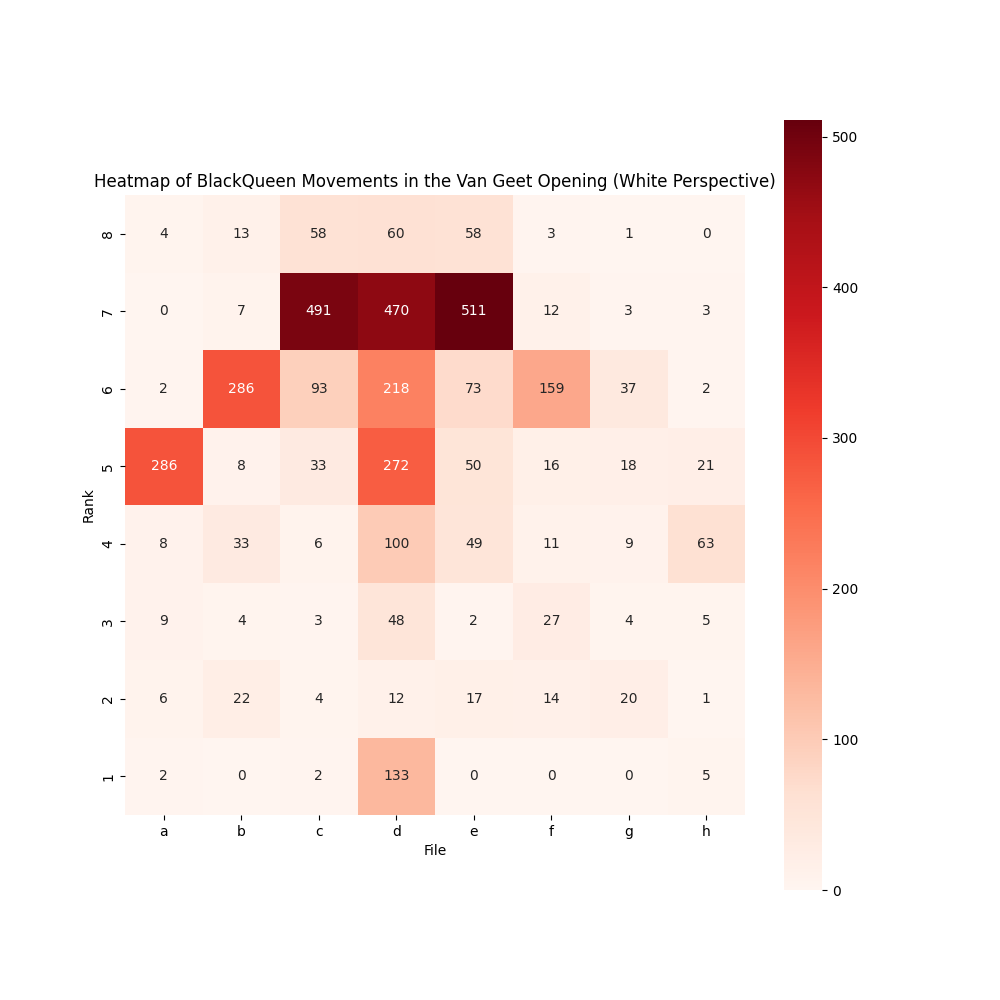 Heatmap of BlackQueen Movements in the Van Geet Opening (White Perspective)
500
400
300
200
100
0
Rank
8 4 13 58 60 58 3 1 0
7 0 7 491 470 511 12 3 3
6 2 286 93 218 73 159 37 2
5 286 8 33 272 50 16 18 21
4 8 33 6 100 49 11 9 63
3 9 4 3 48 2 27 4 5
2 6 22 4 12 17 14 20 1
1 2 0 2 133 0 0 0 5
a b c d e f g h
File